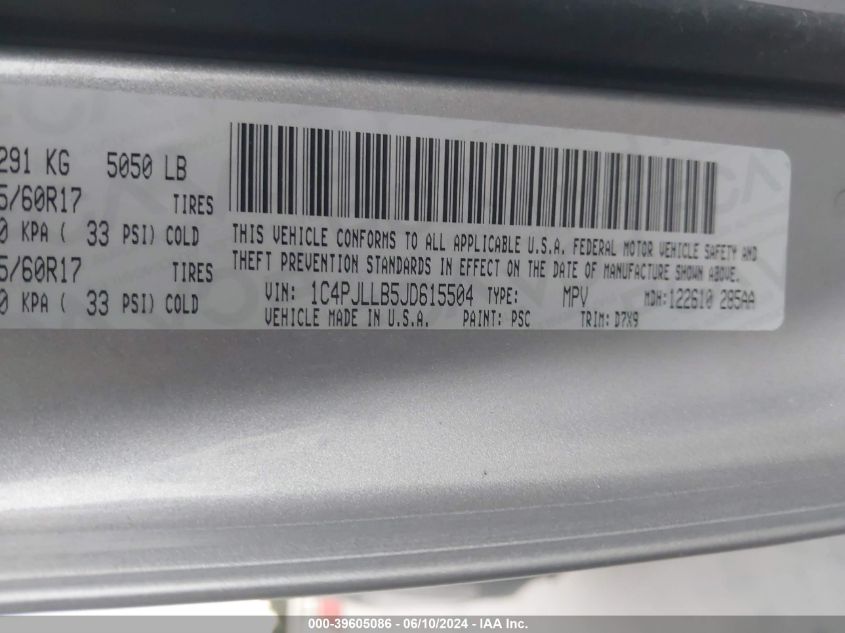 291 KG 5050 LB
5/60R17 TIRES
0 KPA ( 33 PSI) COLD
5/60R17 TIRES
0 KPA ( 33 PSI) COLD
THIS VEHICLE CONFORMS TO ALL APPLICABLE U.S.A. FEDERAL MOTOR VEHICLE SAFETY AND
THEFT PREVENTION STANDARDS IN EFFECT ON THE DATE OF MANUFACTURE SHOWN ABOVE.
VIN: 1C4PJLLB5JD615504 TYPE: MPV MDH:122610 285AA
VEHICLE MADE IN U.S.A. PAINT: PSC TRIM: D7X9
000-39605086 - 06/10/2024 - IAA Inc.